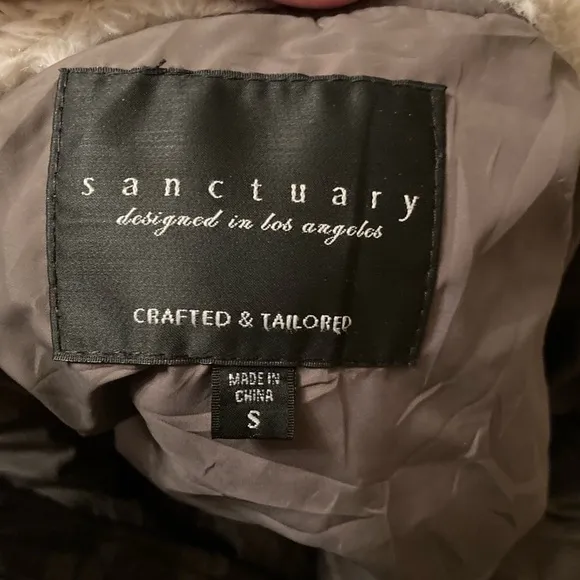 sanctuary
designed in los angeles
CRAFTED & TAILORED
MADE IN
CHINA
S